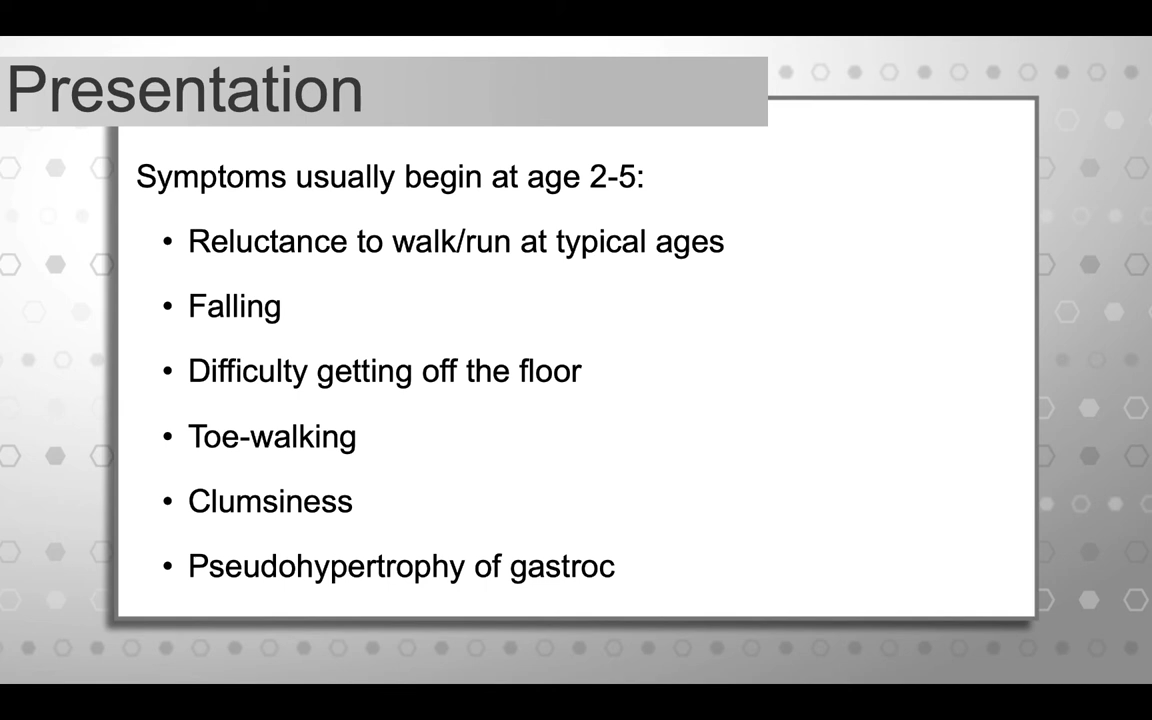 Presentation
Symptoms usually begin at age 2-5:
• Reluctance to walk/run at typical ages
• Falling
• Difficulty getting off the floor
• Toe-walking
• Clumsiness
• Pseudohypertrophy of gastroc